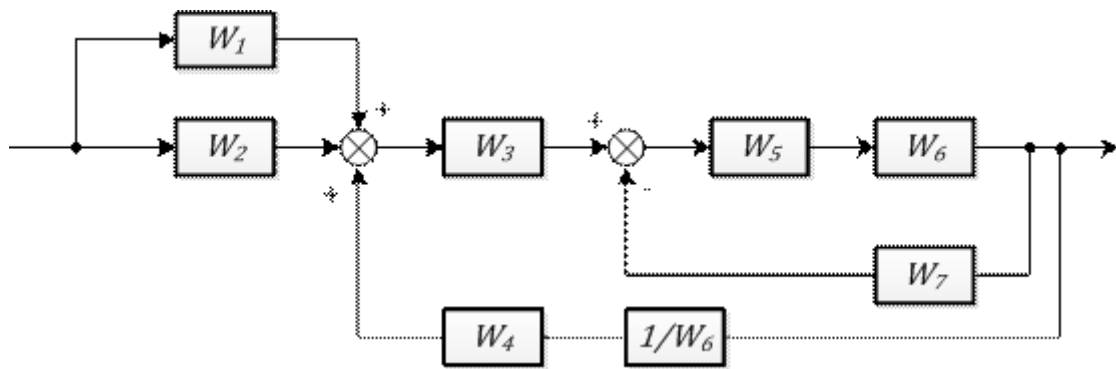 W₁
+
W₂
W₃
+
W₅
W₆
+
-
W₇
W₄
1/W₆